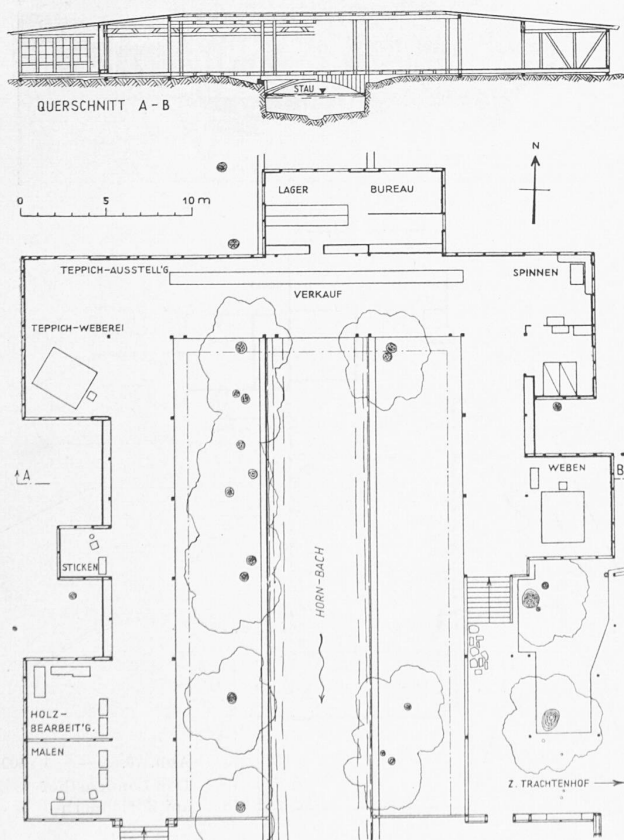 STAU
QUERSCHNITT A-B
N
0 5 10 m
LAGER BUREAU
TEPPICH-AUSSTELL'G
SPINNEN
VERKAUF
TEPPICH-WEBEREI
A
WEBEN
B
STICKEN
HORN-BACH
HOLZ-
BEARBEIT'G.
MALEN
Z. TRACHTENHOF